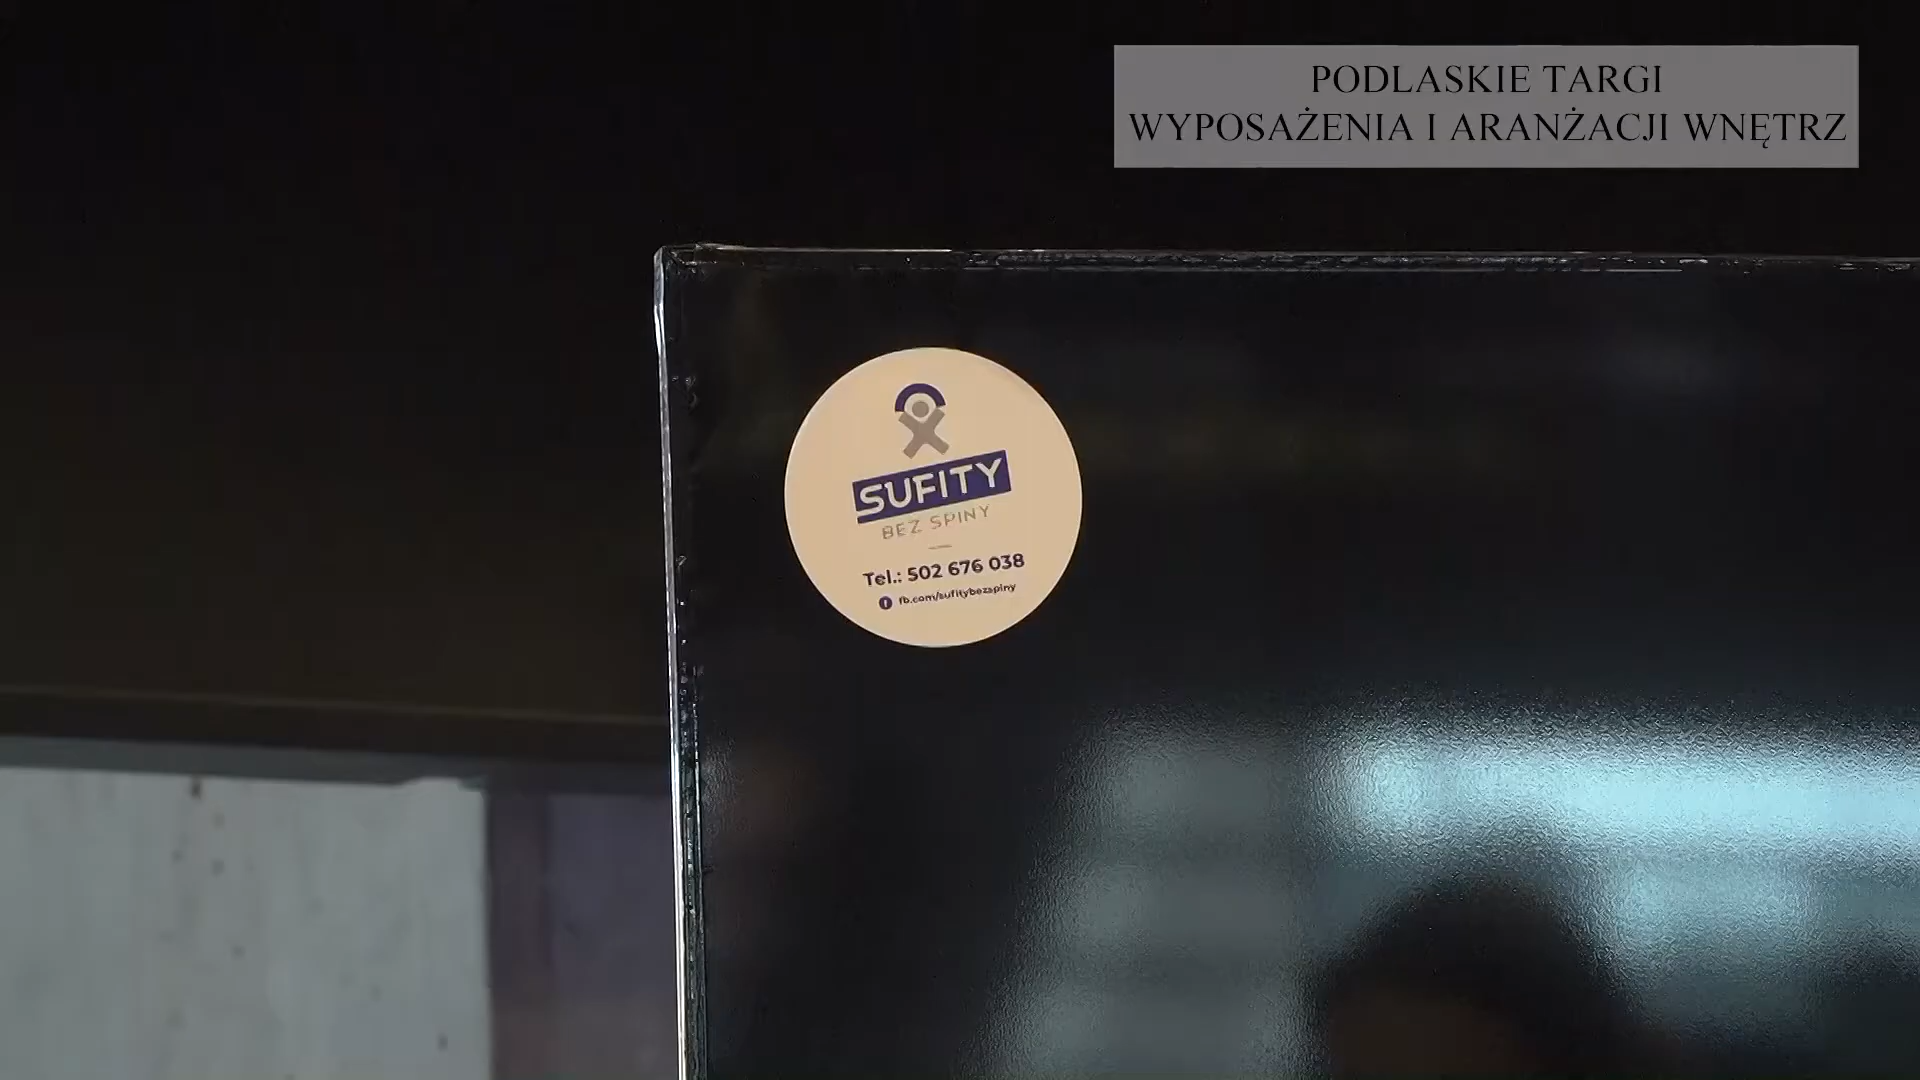 PODLASKIE TARGI
WYPOSAŻENIA I ARANŻACJI WNĘTRZ
SUFITY
BEZ SPINY
Tel.: 502 676 038
fb.com/sufitybezspiny